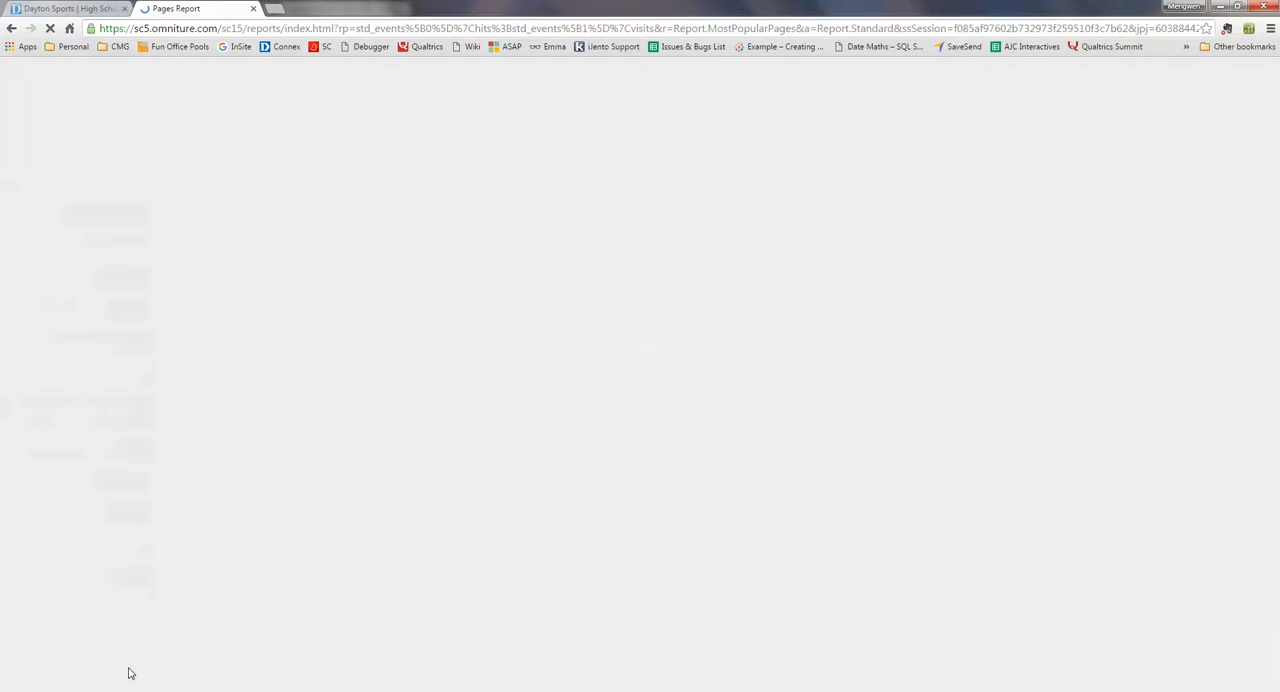 Dayton Sports | High Sch
Pages Report
Mengwen
https://sc5.omniture.com/sc15/reports/index.html?rp=std_events%5B0%5D%7Chits%3Bstd_events%5B1%5D%7Cvisits&r=Report.MostPopularPages&a=Report.Standard&ssSession=f085af97602b732973f259510f3c7b62&jpj=60388442
Apps Personal CMG Fun Office Pools InSite Connex SC Debugger Qualtrics Wiki ASAP Emma iJento Support Issues & Bugs List Example – Creating ... Date Maths – SQL S... SaveSend AJC Interactives Qualtrics Summit » Other bookmarks